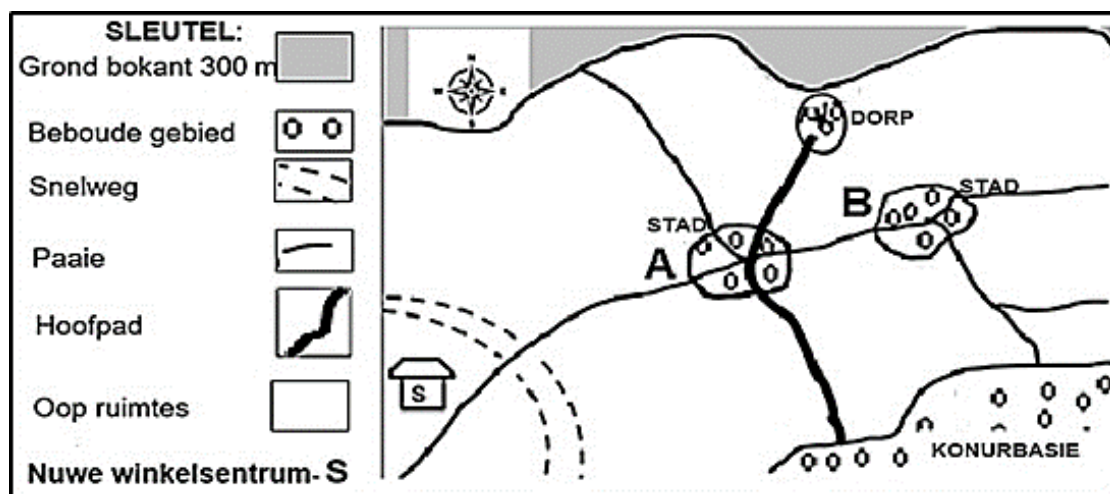 SLEUTEL:
Grond bokant 300 m
Beboude gebied
Snelweg
Paaie
Hoofpad
Oop ruimtes
Nuwe winkelsentrum- S
N
W
E
S
DORP
STAD
B
STAD
A
S
KONURBASIE